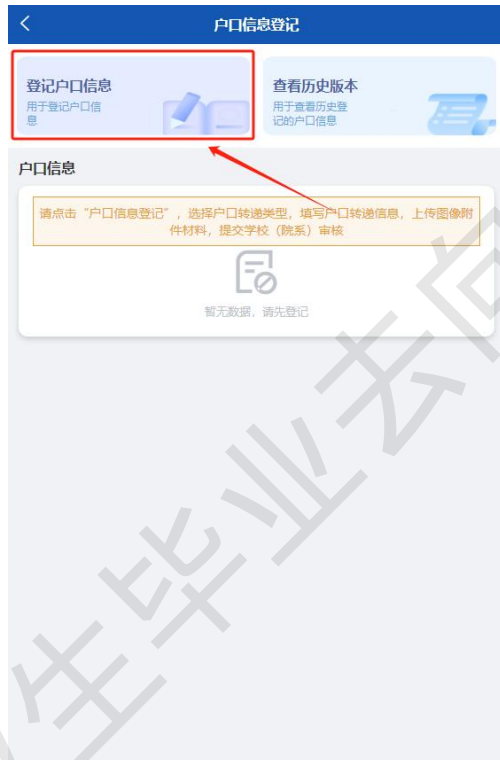 户口信息登记
登记户口信息
用于登记户口信
息
查看历史版本
用于查看历史登
记的户口信息
户口信息
请点击“户口信息登记”，选择户口转递类型，填写户口转递信息，上传图像附
件材料，提交学校（院系）审核
暂无数据，请先登记
生毕业去向